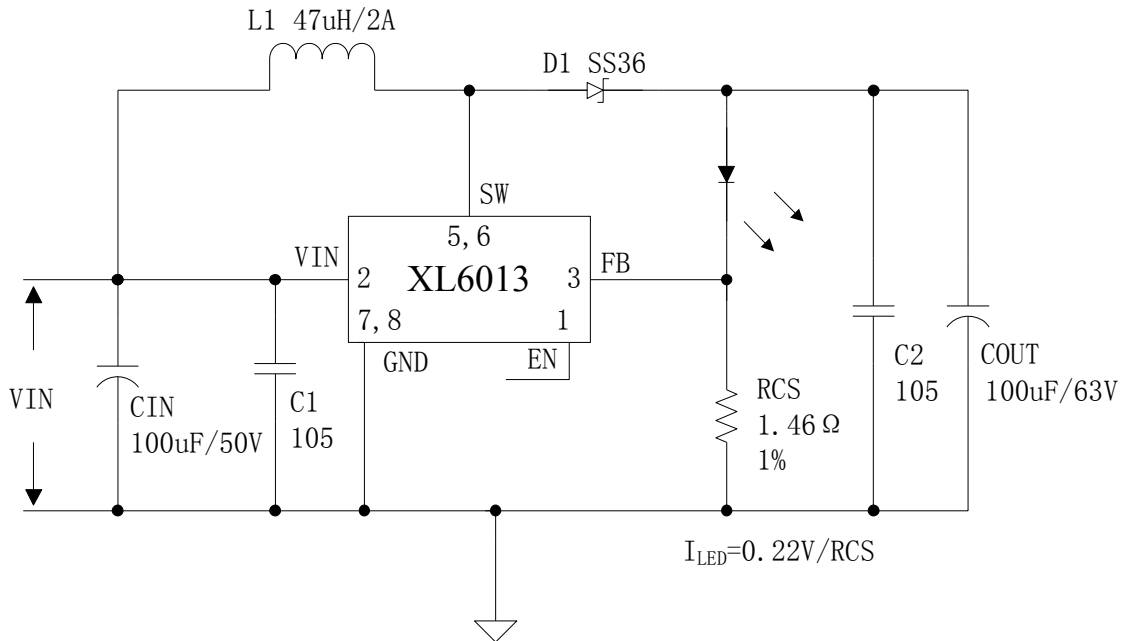 L1 47uH/2A
D1 SS36
SW
5,6
VIN
2
XL6013
3
FB
7,8
1
GND
EN
VIN
CIN
100uF/50V
C1
105
RCS
1.46Ω
1%
C2
105
COUT
100uF/63V
ILED=0.22V/RCS